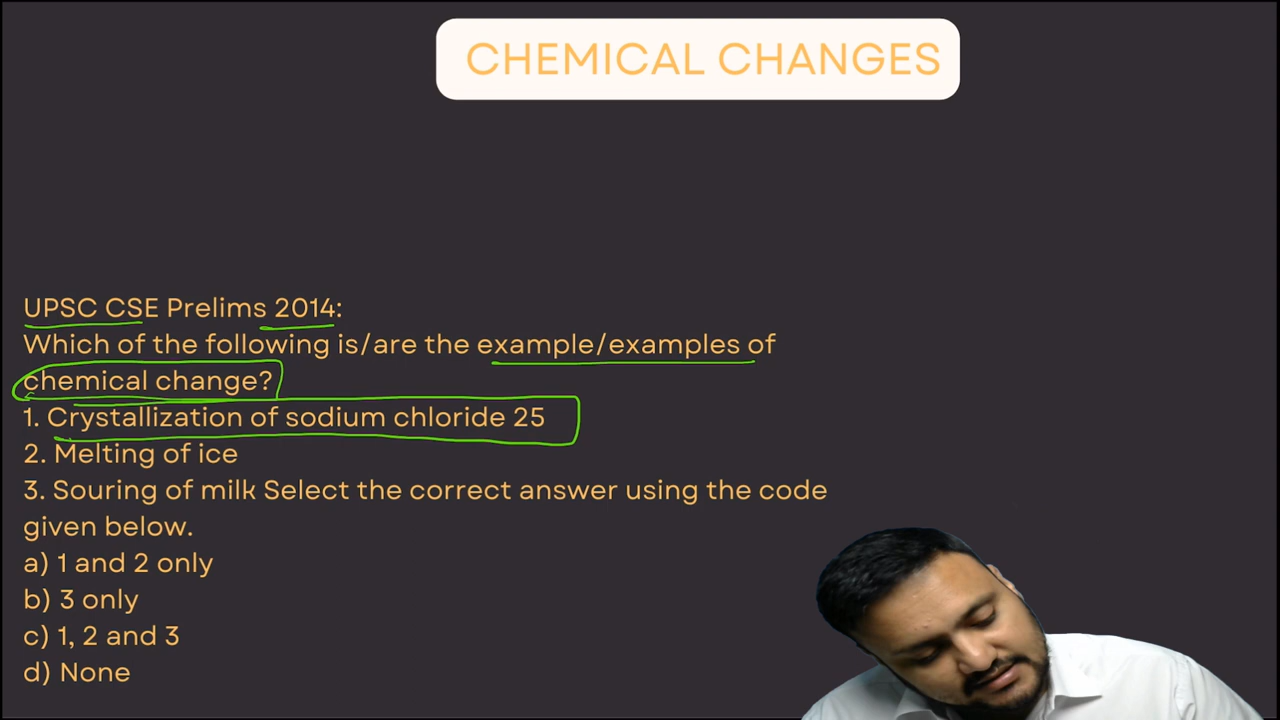 CHEMICAL CHANGES
UPSC CSE Prelims 2014:
Which of the following is/are the example/examples of
chemical change?
1. Crystallization of sodium chloride 25
2. Melting of ice
3. Souring of milk Select the correct answer using the code
given below.
a) 1 and 2 only
b) 3 only
c) 1, 2 and 3
d) None